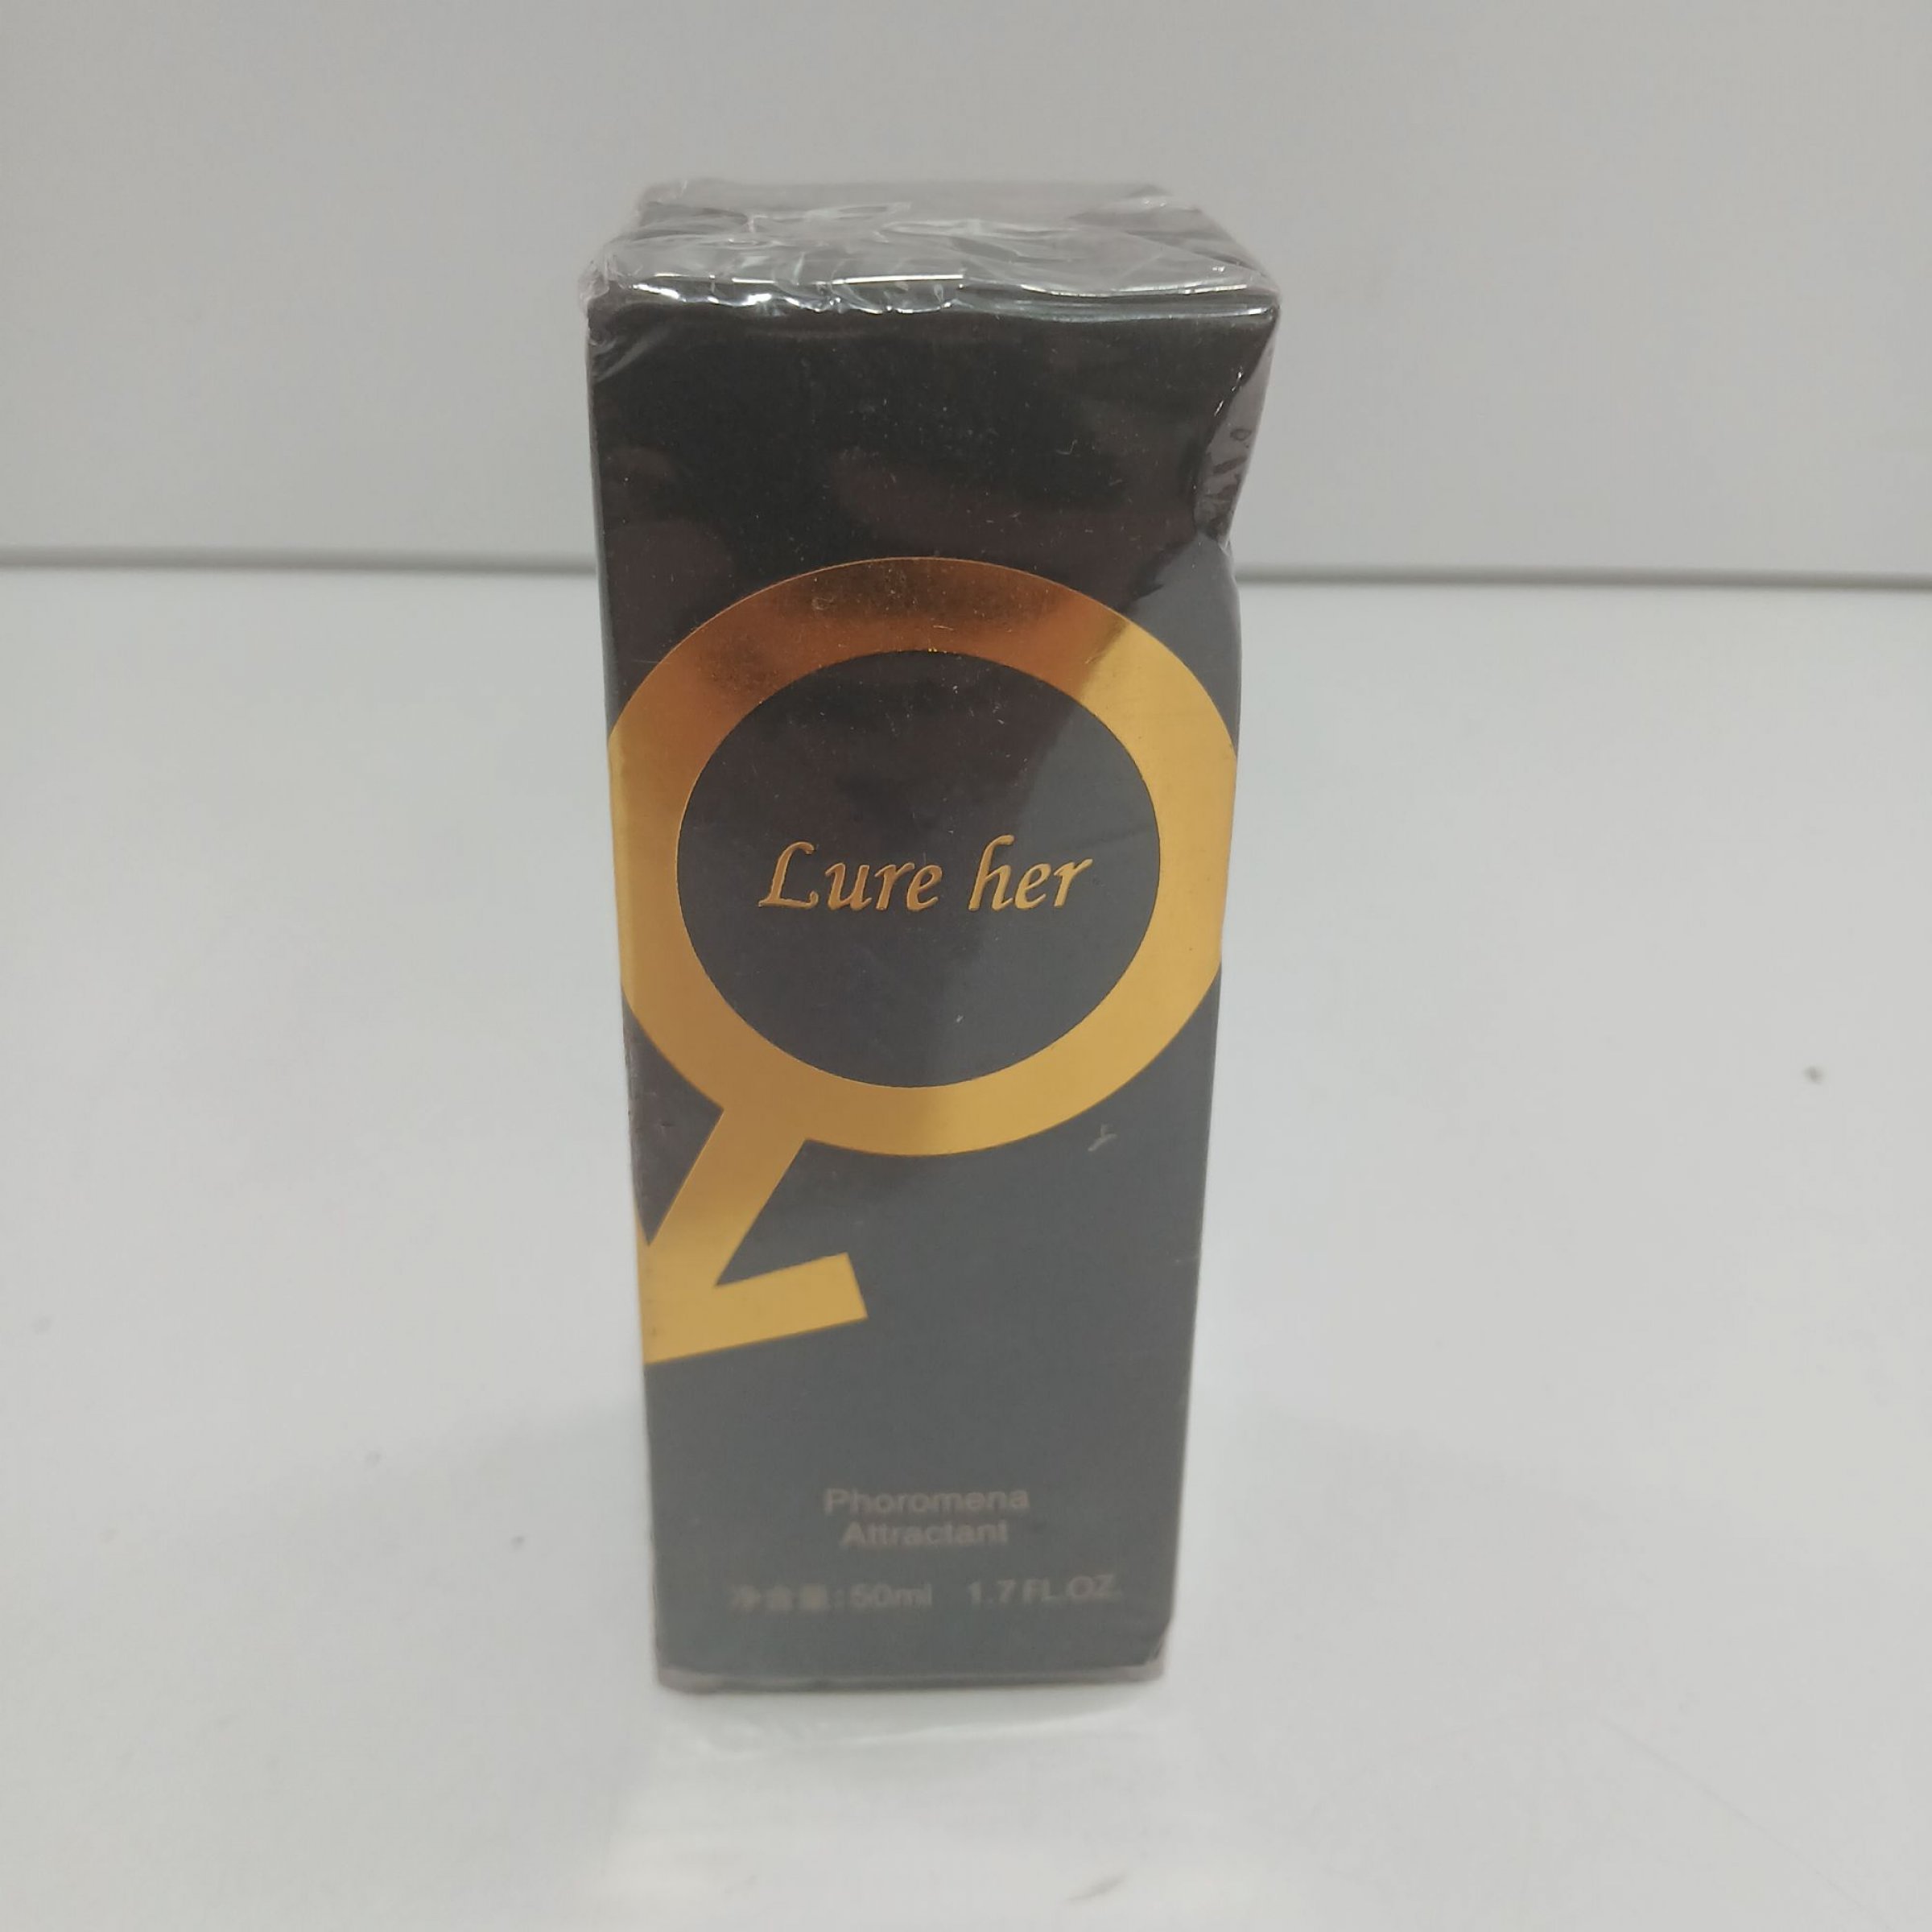 Lure her
Phoromena
Attractant
净含量:50ml 1.7 FL.OZ.